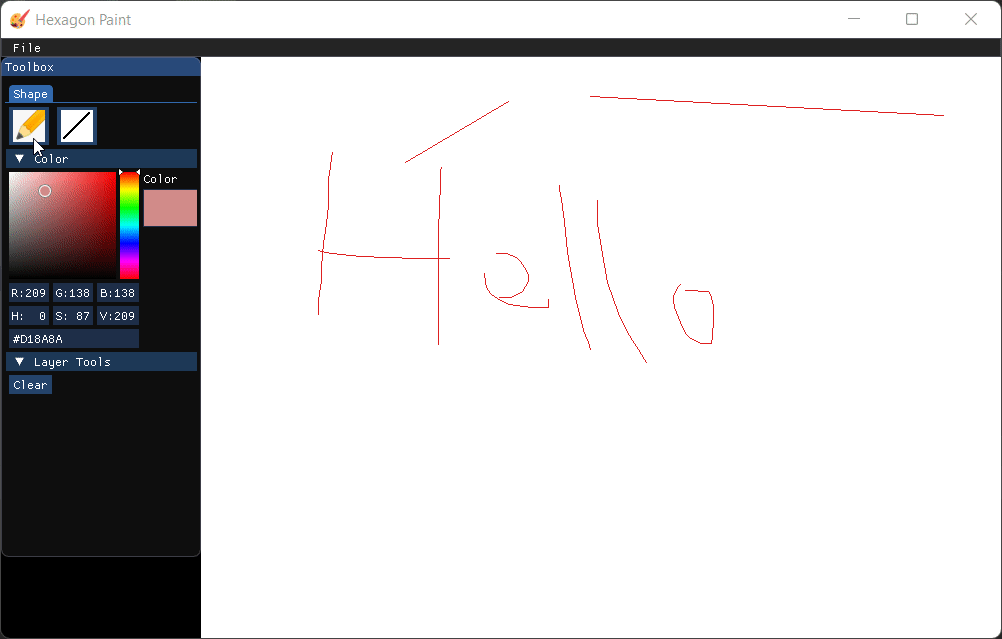 Hexagon Paint
File
Toolbox
Shape
Color
Color
R:209 G:138 B:138
H: 0 S: 87 V:209
#D18A8A
Layer Tools
Clear
Hello